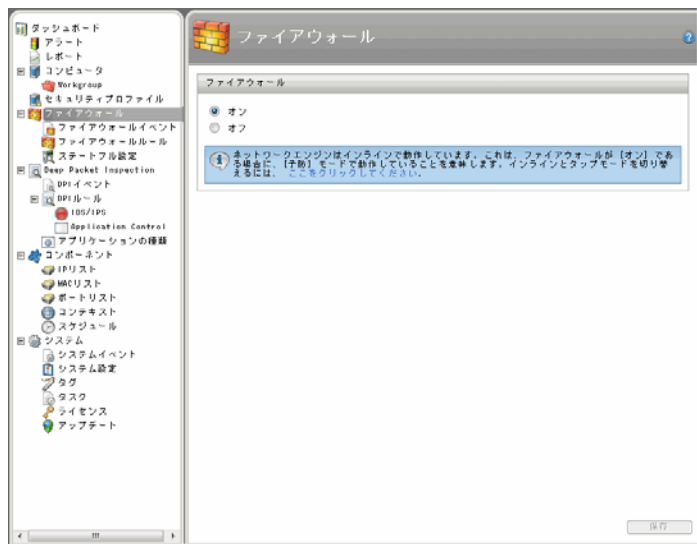 ダッシュボード
アラート
レポート
コンピュータ
Workgroup
セキュリティプロファイル
ファイアウォール
ファイアウォールイベント
ファイアウォールルール
ステートフル設定
Deep Packet Inspection
DPIイベント
DPIルール
IDS/IPS
Application Control
アプリケーションの種類
コンポーネント
IPリスト
MACリスト
ポートリスト
コンテキスト
スケジュール
システム
システムイベント
システム設定
タグ
タスク
ライセンス
アップデート
ファイアウォール
ファイアウォール
オン
オフ
ネットワークエンジンはインラインで動作しています。これは、ファイアウォールが [オン] であ
る場合に、[予防] モードで動作していることを意味します。インラインとタップモードを切り替
えるには、 ここをクリックしてください。
保存